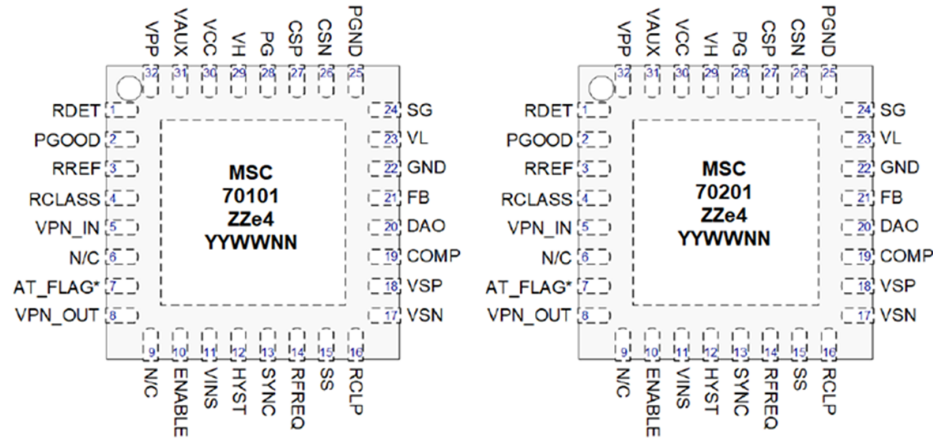 VPP VAUX VCC VH PG CSP CSN PGND
32 31 30 29 28 27 26 25
RDET 1
PGOOD 2
RREF 3
RCLASS 4
VPN_IN 5
N/C 6
AT_FLAG* 7
VPN_OUT 8
MSC
70101
ZZe4
YYWWNN
24 SG
23 VL
22 GND
21 FB
20 DAO
19 COMP
18 VSP
17 VSN
9 10 11 12 13 14 15 16
N/C ENABLE VINS HYST SYNC RFREQ SS RCLP
VPP VAUX VCC VH PG CSP CSN PGND
32 31 30 29 28 27 26 25
RDET 1
PGOOD 2
RREF 3
RCLASS 4
VPN_IN 5
N/C 6
AT_FLAG* 7
VPN_OUT 8
MSC
70201
ZZe4
YYWWNN
24 SG
23 VL
22 GND
21 FB
20 DAO
19 COMP
18 VSP
17 VSN
9 10 11 12 13 14 15 16
N/C ENABLE VINS HYST SYNC RFREQ SS RCLP